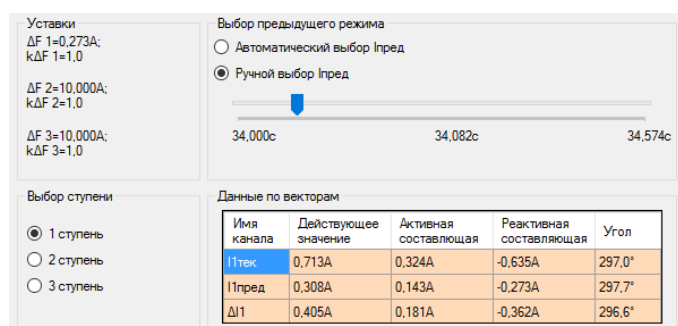 Уставки
ΔF 1=0,273A;
kΔF 1=1,0
ΔF 2=10,000A;
kΔF 2=1,0
ΔF 3=10,000A;
kΔF 3=1,0
Выбор предыдущего режима
Автоматический выбор Iпред
Ручной выбор Iпред
34,000с 34,082с 34,574с
Выбор ступени
1 ступень
2 ступень
3 ступень
Данные по векторам
Имя канала Действующее значение Активная составлющая Реактивная составляющая Угол
I1тек 0,713A 0,324A -0,635A 297,0°
I1пред 0,308A 0,143A -0,273A 297,7°
ΔI1 0,405A 0,181A -0,362A 296,6°